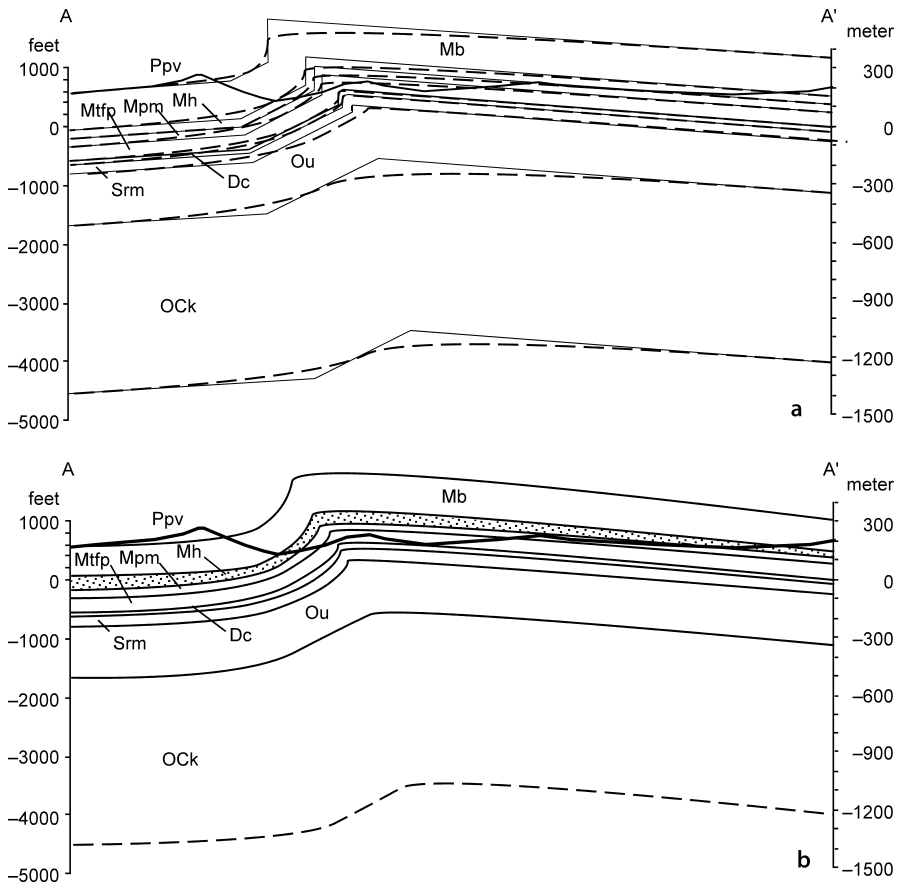 A A'
feet meter
Mb
Ppv
1000 300
Mtfp Mpm Mh
0 0
Ou
Srm Dc
–1000 –300
–2000 –600
OCk
–3000 –900
–4000 –1200
–5000 a –1500
A A'
feet meter
Mb
Ppv
1000 300
Mtfp Mpm Mh
0 0
Ou
Srm Dc
–1000 –300
–2000 –600
OCk
–3000 –900
–4000 –1200
–5000 b –1500